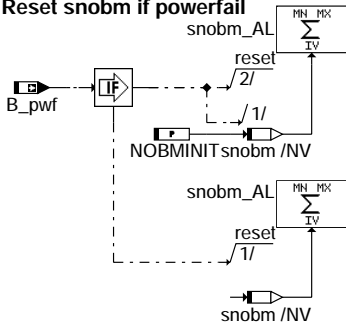 Reset snobm if powerfail
snobm_AL
MN MX
Σ
IV
reset
2/
IF
B_pwf
1/
P
NOBMINIT snobm /NV
snobm_AL
MN MX
Σ
IV
reset
1/
snobm /NV